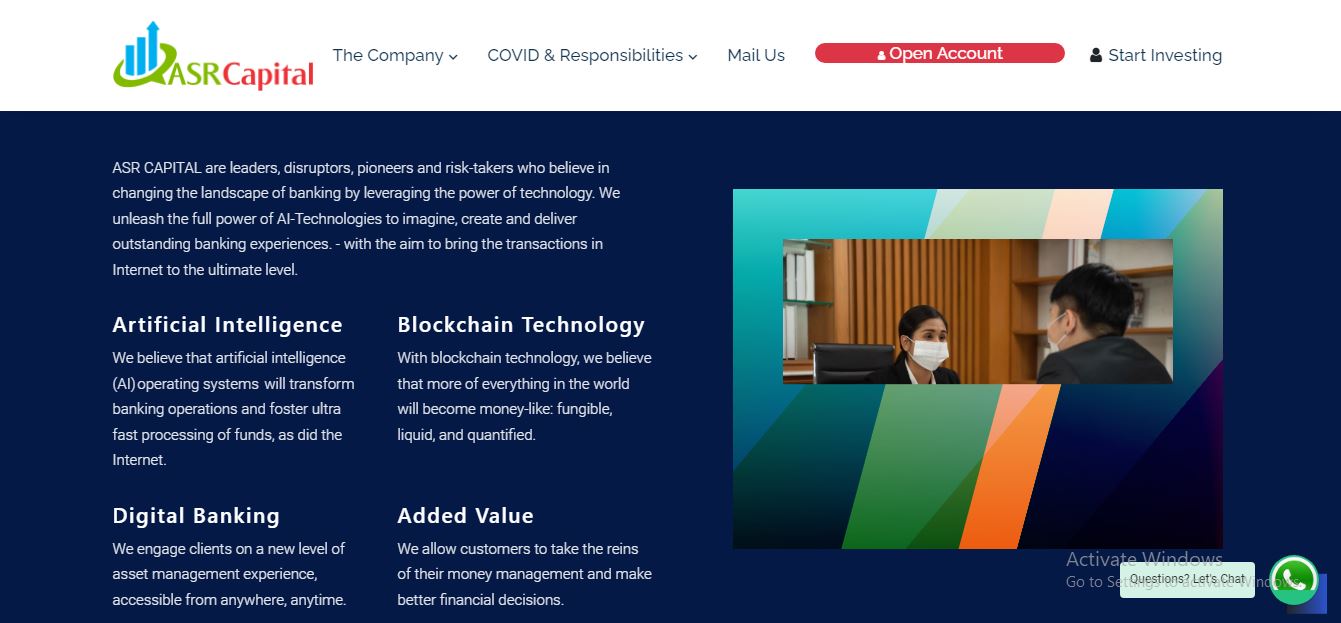 ASRCapital
The Company
COVID & Responsibilities
Mail Us
Open Account
Start Investing
ASR CAPITAL are leaders, disruptors, pioneers and risk-takers who believe in
changing the landscape of banking by leveraging the power of technology. We
unleash the full power of AI-Technologies to imagine, create and deliver
outstanding banking experiences. - with the aim to bring the transactions in
Internet to the ultimate level.
Artificial Intelligence
We believe that artificial intelligence
(AI)operating systems will transform
banking operations and foster ultra
fast processing of funds, as did the
Internet.
Blockchain Technology
With blockchain technology, we believe
that more of everything in the world
will become money-like: fungible,
liquid, and quantified.
Digital Banking
We engage clients on a new level of
asset management experience,
accessible from anywhere, anytime.
Added Value
We allow customers to take the reins
of their money management and make
better financial decisions.
Activate Windows
Go to Settings to activate Windows.
Questions? Let's Chat